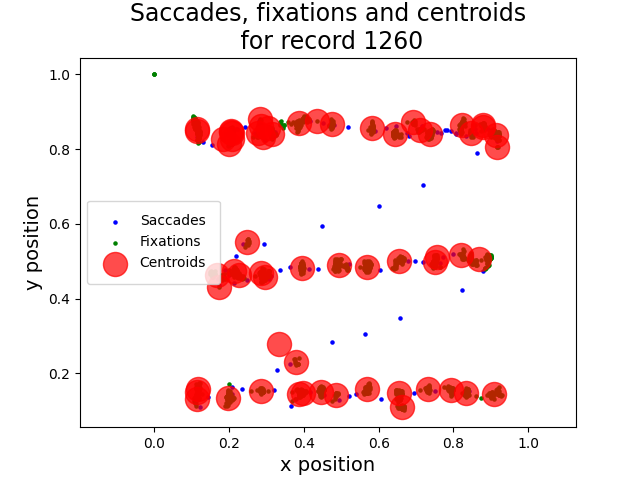 Saccades, fixations and centroids
for record 1260
1.0
0.8
0.6
0.4
0.2
y position
Saccades
Fixations
Centroids
0.0
0.2
0.4
0.6
0.8
1.0
x position